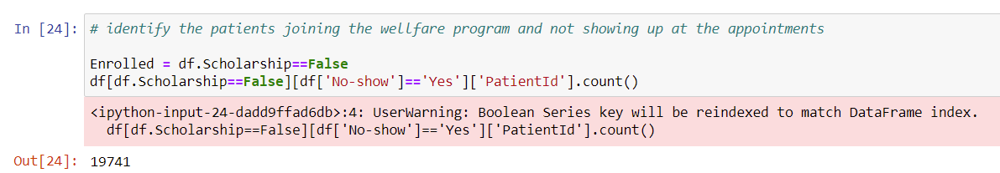 In [24]: # identify the patients joining the wellfare program and not showing up at the appointments
Enrolled = df.Scholarship==False
df[df.Scholarship==False][df['No-show']=='Yes']['PatientId'].count()
<ipython-input-24-dadd9ffad6db>:4: UserWarning: Boolean Series key will be reindexed to match DataFrame index.
df[df.Scholarship==False][df['No-show']=='Yes']['PatientId'].count()
Out[24]: 19741